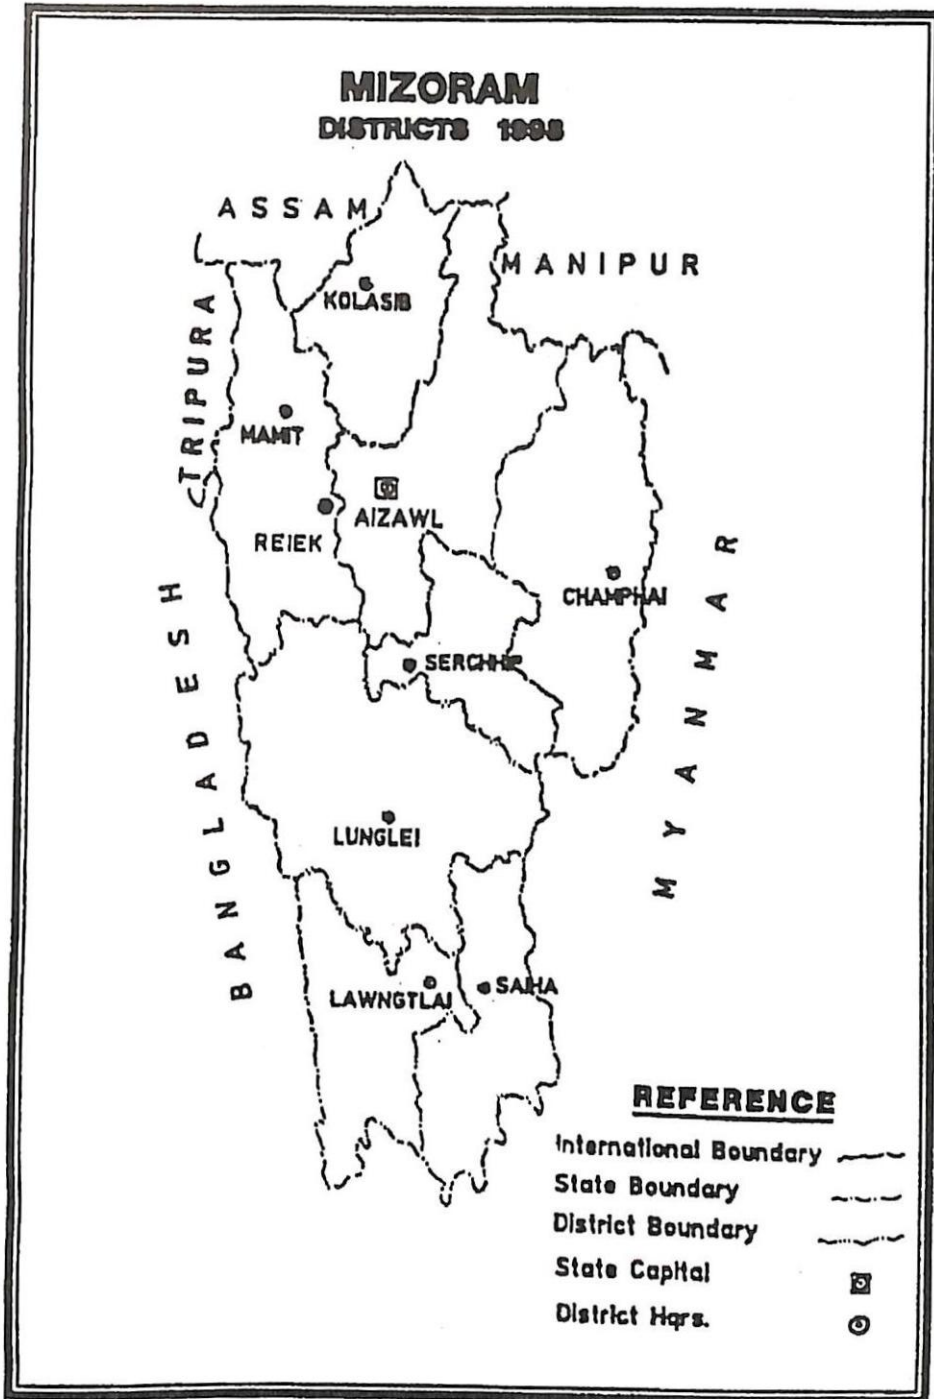 MIZORAM
DISTRICTS 1998
ASSAM
MANIPUR
TRIPURA
KOLASIB
MAMIT
AIZAWL
REIEK
CHAMPHAI
SERCHHIP
BANGLADESH
MYANMAR
LUNGLEI
LAWNGTLAI
SAIHA
REFERENCE
International Boundary
State Boundary
District Boundary
State Capital
District Hqrs.